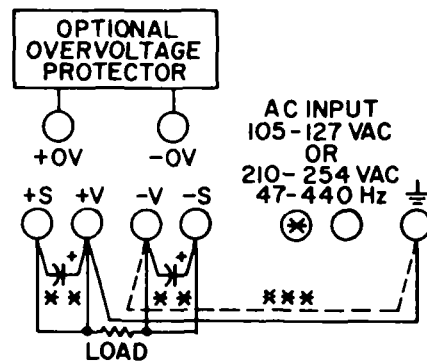 OPTIONAL
OVERVOLTAGE
PROTECTOR
+OV
-OV
AC INPUT
105-127 VAC
OR
210-254 VAC
47-440 Hz
+S +V -V -S
*
+ +
** ** ***
LOAD